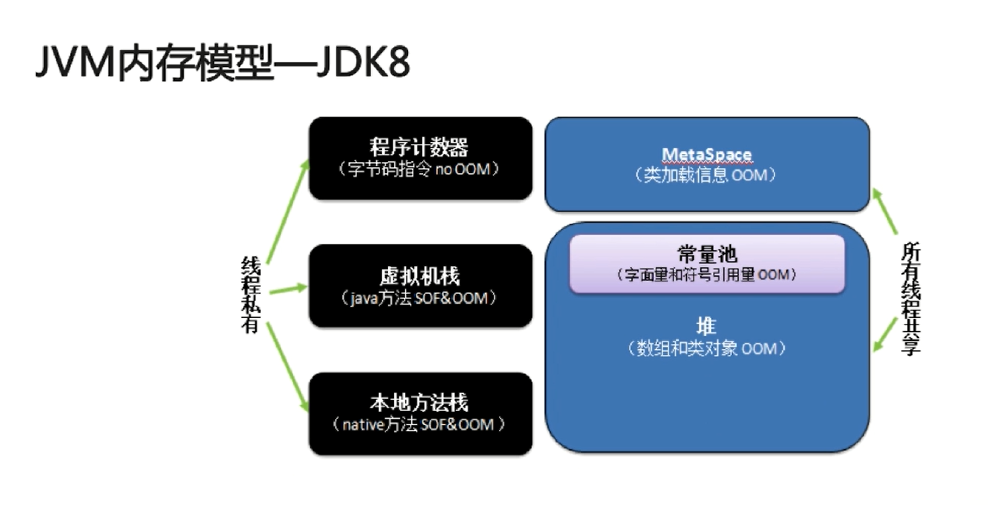 JVM内存模型—JDK8
程序计数器
（字节码指令 no OOM）
MetaSpace
（类加载信息 OOM）
线程私有
虚拟机栈
（java方法 SOF&OOM）
常量池
（字面量和符号引用量 OOM）
堆
（数组和类对象 OOM）
所有线程共享
本地方法栈
（native方法 SOF&OOM ）